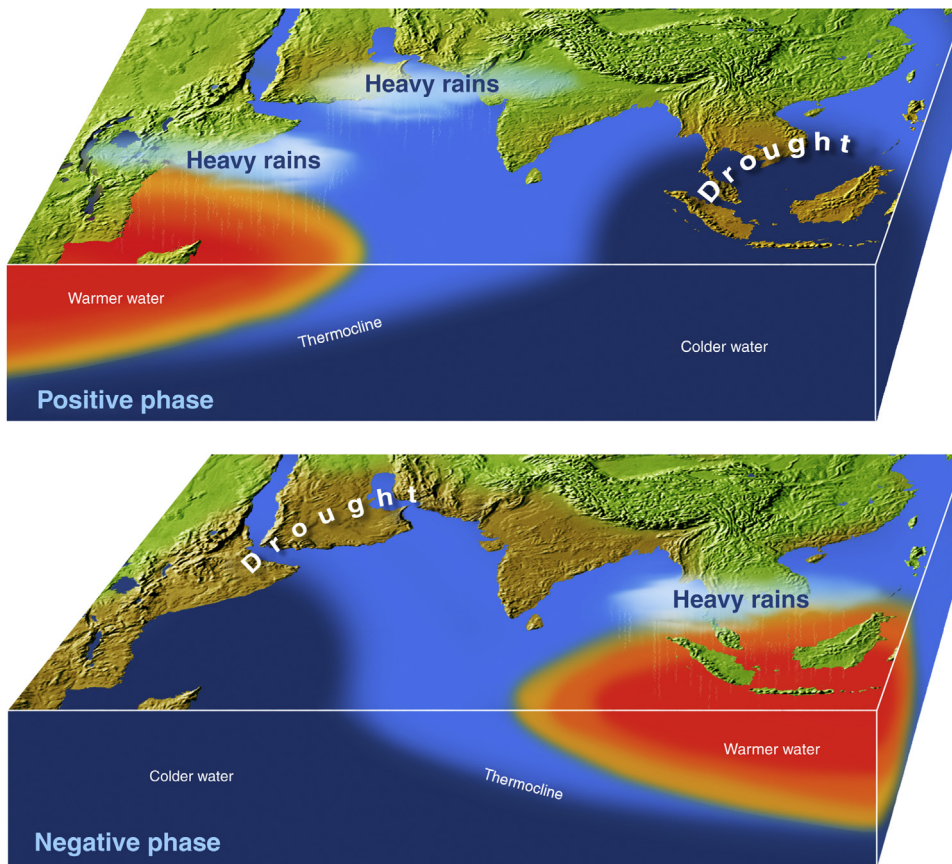 Heavy rains
Heavy rains
Drought
Warmer water
Thermocline
Colder water
Positive phase
Drought
Heavy rains
Warmer water
Colder water
Thermocline
Negative phase